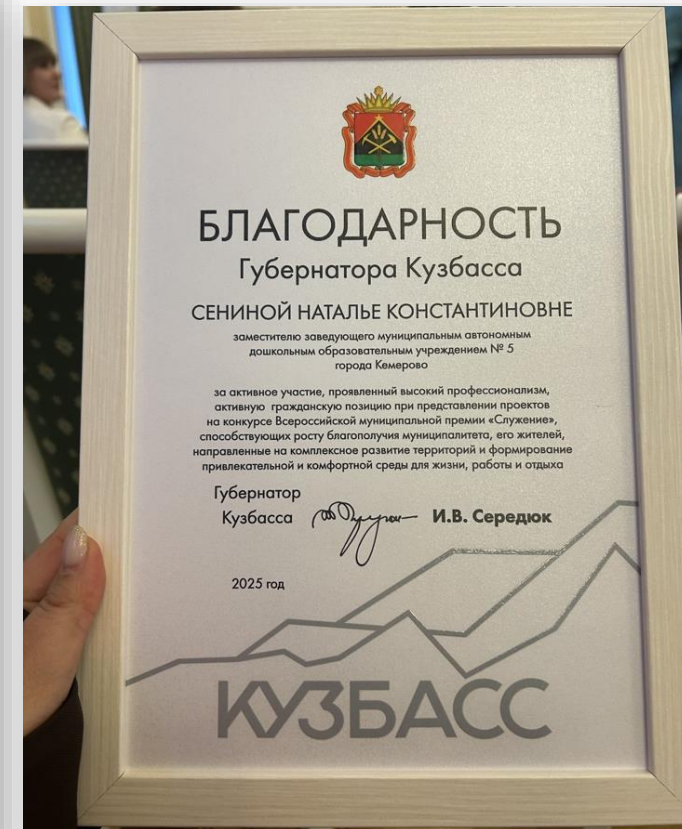 БЛАГОДАРНОСТЬ
Губернатора Кузбасса
СЕНИНОЙ НАТАЛЬЕ КОНСТАНТИНОВНЕ
заместителю заведующего муниципальным автономным
дошкольным образовательным учреждением № 5
города Кемерово
за активное участие, проявленный высокий профессионализм,
активную гражданскую позицию при представлении проектов
на конкурсе Всероссийской муниципальной премии «Служение»,
способствующих росту благополучия муниципалитета, его жителей,
направленные на комплексное развитие территорий и формирование
привлекательной и комфортной среды для жизни, работы и отдыха
Губернатор
Кузбасса И.В. Середюк
2025 год
КУЗБАСС